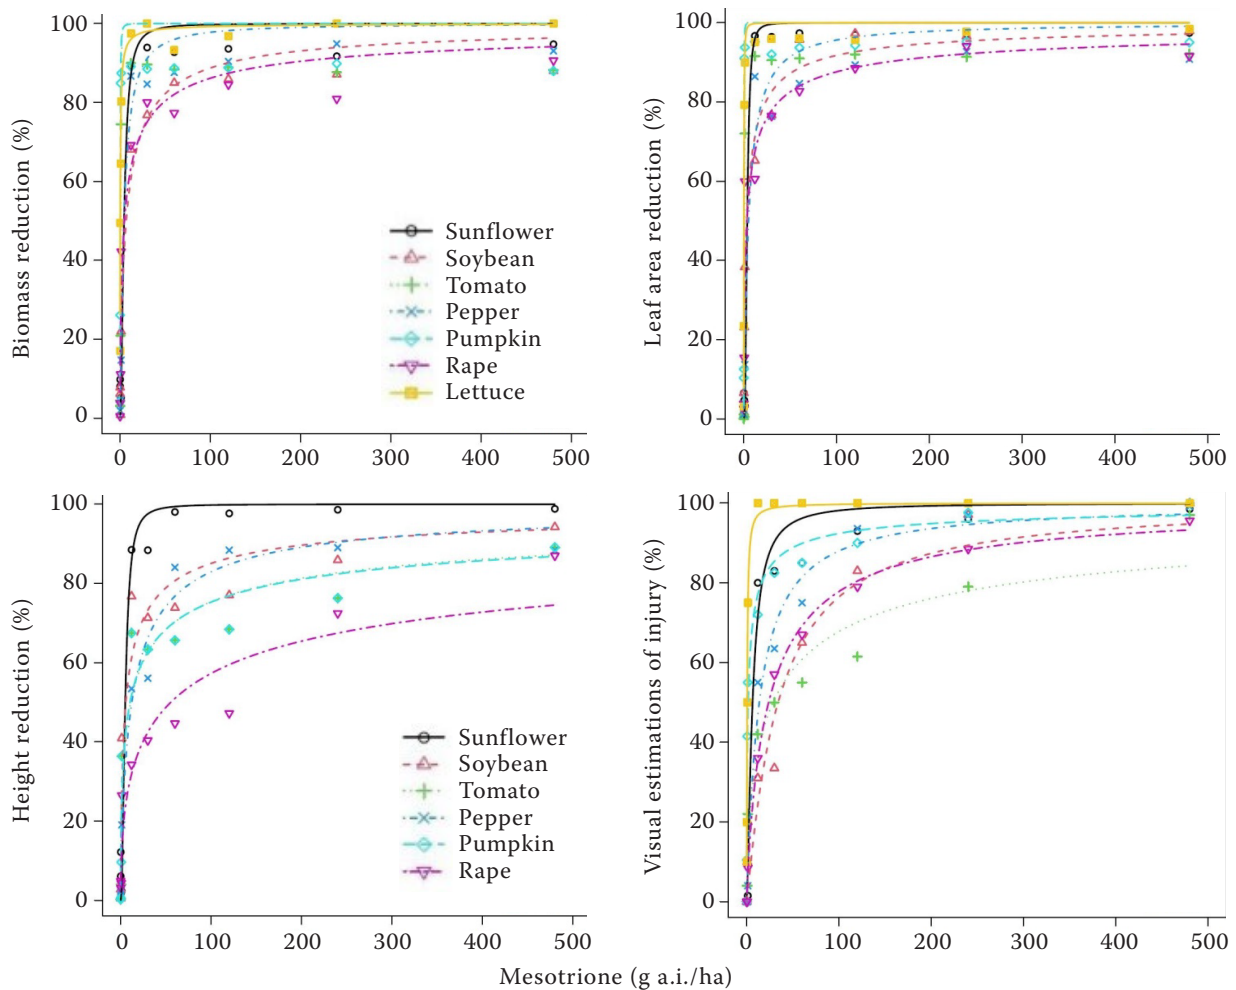 Biomass reduction (%)
100
80
60
40
20
0
0 100 200 300 400 500
Sunflower
Soybean
Tomato
Pepper
Pumpkin
Rape
Lettuce
Leaf area reduction (%)
100
80
60
40
20
0
0 100 200 300 400 500
Height reduction (%)
100
80
60
40
20
0
0 100 200 300 400 500
Sunflower
Soybean
Tomato
Pepper
Pumpkin
Rape
Visual estimations of injury (%)
100
80
60
40
20
0
0 100 200 300 400 500
Mesotrione (g a.i./ha)